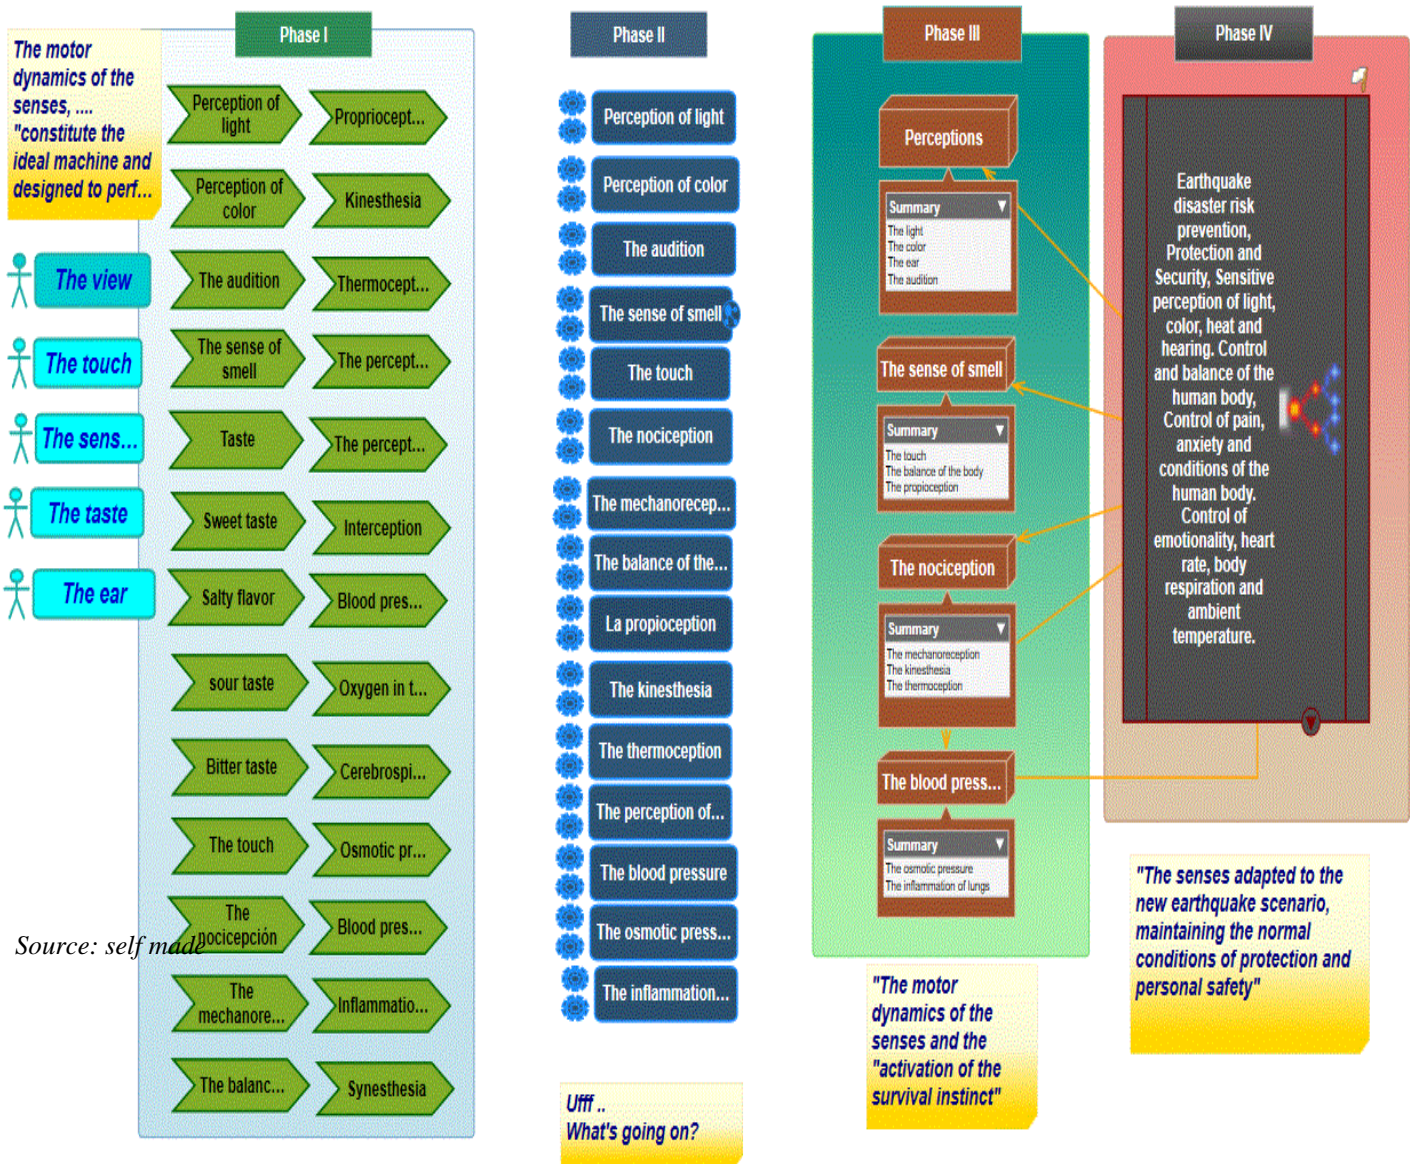 Phase I
Phase II
Phase III
Phase IV
The motor
dynamics of the
senses, ....
"constitute the
ideal machine and
designed to perf...
The view
The touch
The sens...
The taste
The ear
Perception of
light
Propriocept...
Perception of
color
Kinesthesia
The audition
Thermocept...
The sense of
smell
The percept...
Taste
The percept...
Sweet taste
Interception
Salty flavor
Blood pres...
sour taste
Oxygen in t...
Bitter taste
Cerebrospi...
The touch
Osmotic pr...
The
nocicepción
Blood pres...
The
mechanore...
Inflammatio...
The balanc...
Synesthesia
Source: self made
Perception of light
Perception of color
The audition
The sense of smell
The touch
The nociception
The mechanorecep...
The balance of the...
La propioception
The kinesthesia
The thermoception
The perception of...
The blood pressure
The osmotic press...
The inflammation...
Ufff ..
What's going on?
Perceptions
Summary
The light
The color
The ear
The audition
The sense of smell
Summary
The touch
The balance of the body
The propioception
The nociception
Summary
The mechanoreception
The kinesthesia
The thermoception
The blood press...
Summary
The osmotic pressure
The inflammation of lungs
"The motor
dynamics of the
senses and the
"activation of the
survival instinct"
Earthquake
disaster risk
prevention,
Protection and
Security, Sensitive
perception of light,
color, heat and
hearing. Control
and balance of the
human body,
Control of pain,
anxiety and
conditions of the
human body.
Control of
emotionality, heart
rate, body
respiration and
ambient
temperature.
"The senses adapted to the
new earthquake scenario,
maintaining the normal
conditions of protection and
personal safety"